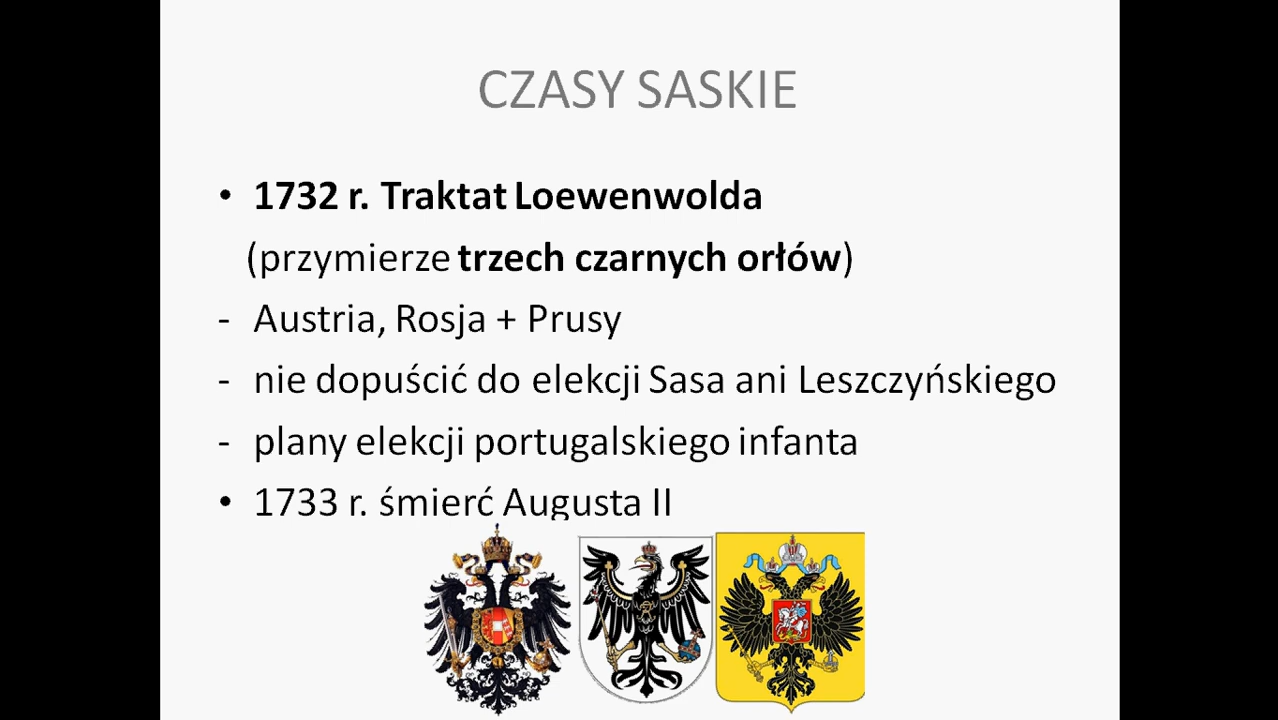 CZASY SASKIE
• 1732 r. Traktat Loewenwolda
(przymierze trzech czarnych orłów)
- Austria, Rosja + Prusy
- nie dopuścić do elekcji Sasa ani Leszczyńskiego
- plany elekcji portugalskiego infanta
• 1733 r. śmierć Augusta II